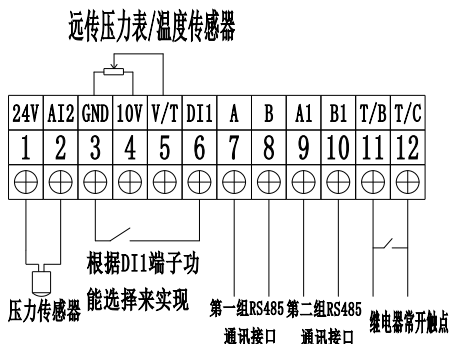 远传压力表/温度传感器
24V AI2 GND 10V V/T DI1 A B A1 B1 T/B T/C
1 2 3 4 5 6 7 8 9 10 11 12
压力传感器
根据DI1端子功
能选择来实现
第一组RS485
通讯接口
第二组RS485
通讯接口
继电器常开触点